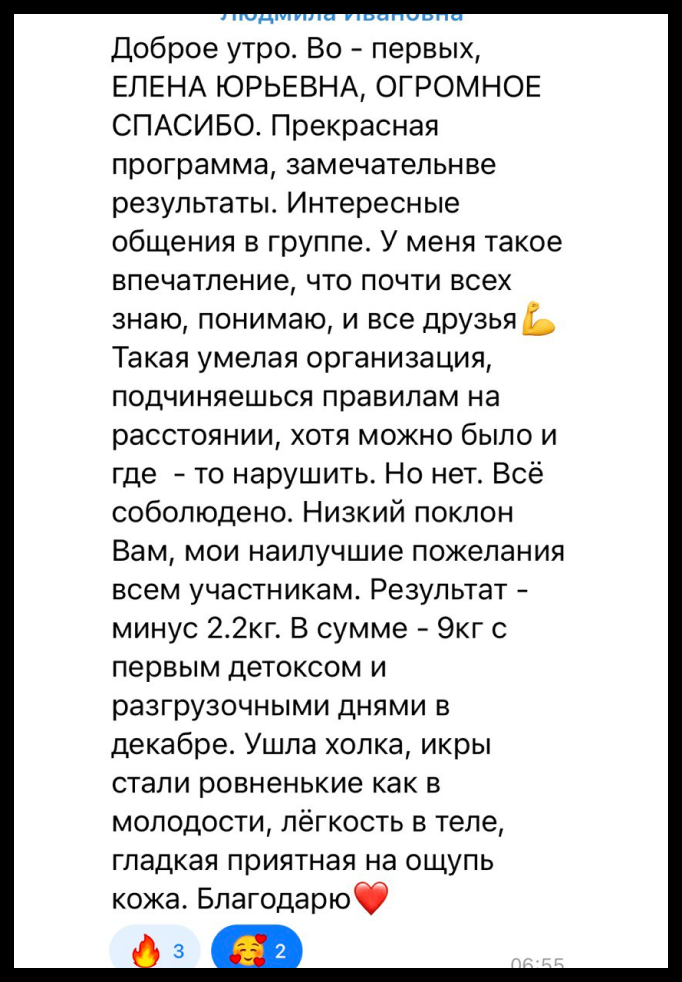 Людмила Ивановна
Доброе утро. Во - первых,
ЕЛЕНА ЮРЬЕВНА, ОГРОМНОЕ
СПАСИБО. Прекрасная
программа, замечательнве
результаты. Интересные
общения в группе. У меня такое
впечатление, что почти всех
знаю, понимаю, и все друзья💪
Такая умелая организация,
подчиняешься правилам на
расстоянии, хотя можно было и
где  - то нарушить. Но нет. Всё
соболюдено. Низкий поклон
Вам, мои наилучшие пожелания
всем участникам. Результат -
минус 2.2кг. В сумме - 9кг с
первым детоксом и
разгрузочными днями в
декабре. Ушла холка, икры
стали ровненькие как в
молодости, лёгкость в теле,
гладкая приятная на ощупь
кожа. Благодарю❤️
🔥 3 🥰 2
06:55